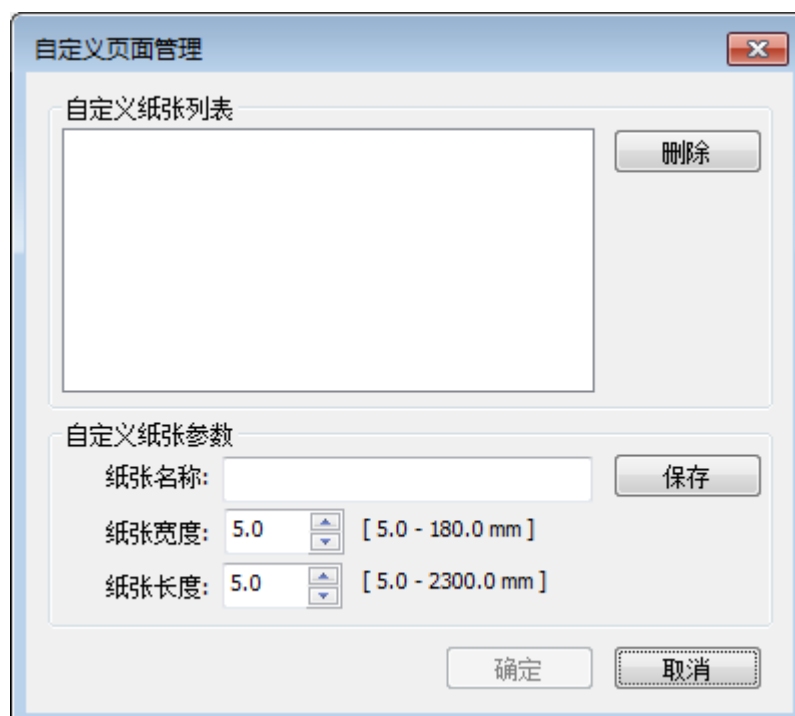 自定义页面管理
自定义纸张列表
删除
自定义纸张参数
纸张名称:
保存
纸张宽度: 5.0 [ 5.0 - 180.0 mm ]
纸张长度: 5.0 [ 5.0 - 2300.0 mm ]
确定 取消